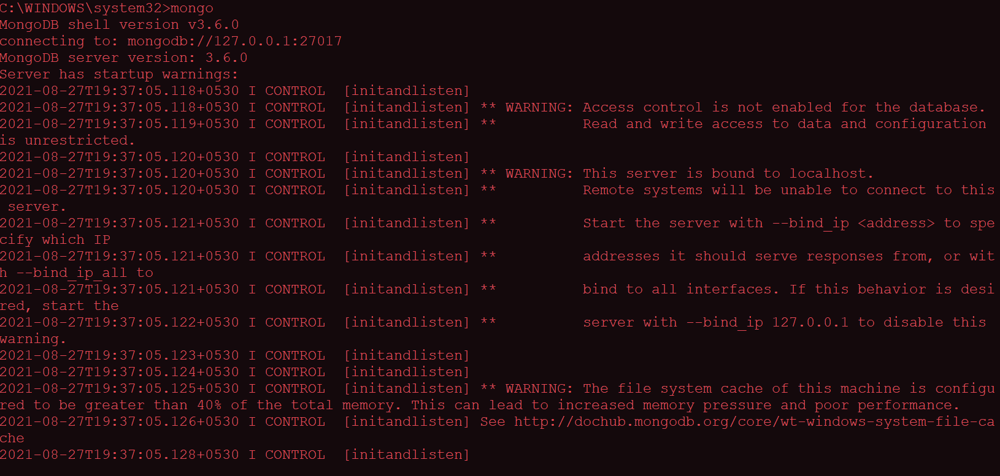 C:\WINDOWS\system32>mongo
MongoDB shell version v3.6.0
connecting to: mongodb://127.0.0.1:27017
MongoDB server version: 3.6.0
Server has startup warnings:
2021-08-27T19:37:05.118+0530 I CONTROL  [initandlisten]
2021-08-27T19:37:05.118+0530 I CONTROL  [initandlisten] ** WARNING: Access control is not enabled for the database.
2021-08-27T19:37:05.119+0530 I CONTROL  [initandlisten] **          Read and write access to data and configuration
is unrestricted.
2021-08-27T19:37:05.120+0530 I CONTROL  [initandlisten]
2021-08-27T19:37:05.120+0530 I CONTROL  [initandlisten] ** WARNING: This server is bound to localhost.
2021-08-27T19:37:05.120+0530 I CONTROL  [initandlisten] **          Remote systems will be unable to connect to this
 server.
2021-08-27T19:37:05.121+0530 I CONTROL  [initandlisten] **          Start the server with --bind_ip <address> to spe
cify which IP
2021-08-27T19:37:05.121+0530 I CONTROL  [initandlisten] **          addresses it should serve responses from, or wit
h --bind_ip_all to
2021-08-27T19:37:05.121+0530 I CONTROL  [initandlisten] **          bind to all interfaces. If this behavior is desi
red, start the
2021-08-27T19:37:05.122+0530 I CONTROL  [initandlisten] **          server with --bind_ip 127.0.0.1 to disable this
warning.
2021-08-27T19:37:05.123+0530 I CONTROL  [initandlisten]
2021-08-27T19:37:05.124+0530 I CONTROL  [initandlisten]
2021-08-27T19:37:05.125+0530 I CONTROL  [initandlisten] ** WARNING: The file system cache of this machine is configu
red to be greater than 40% of the total memory. This can lead to increased memory pressure and poor performance.
2021-08-27T19:37:05.126+0530 I CONTROL  [initandlisten] See http://dochub.mongodb.org/core/wt-windows-system-file-ca
che
2021-08-27T19:37:05.128+0530 I CONTROL  [initandlisten]